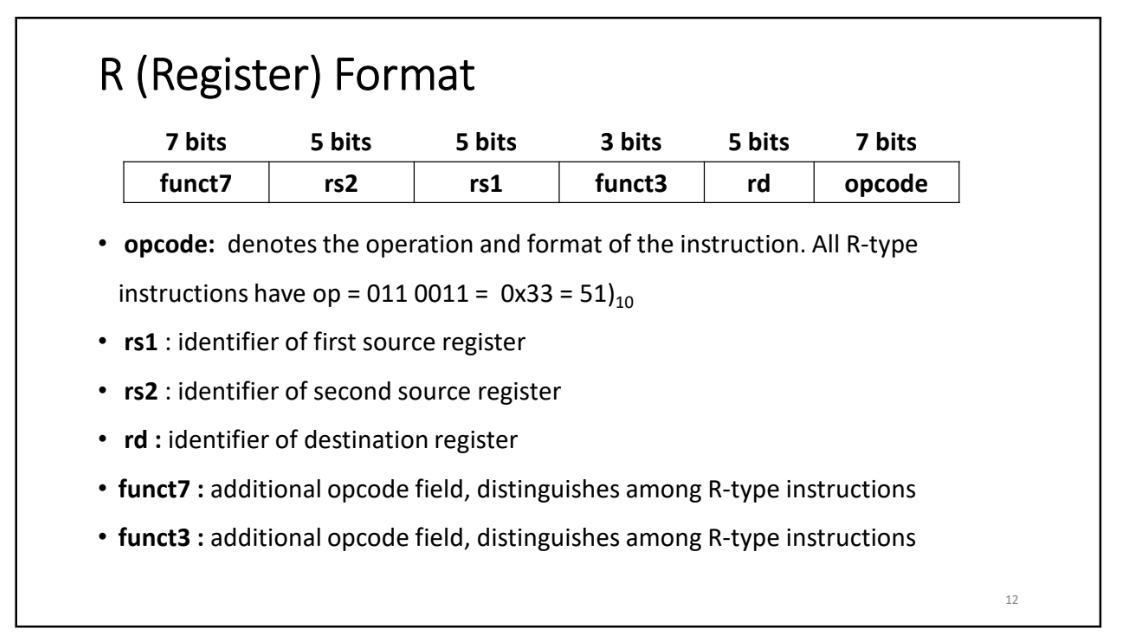 R (Register) Format
7 bits 5 bits 5 bits 3 bits 5 bits 7 bits
funct7 rs2 rs1 funct3 rd opcode
• opcode: denotes the operation and format of the instruction. All R-type
instructions have op = 011 0011 = 0x33 = 51)₁₀
• rs1 : identifier of first source register
• rs2 : identifier of second source register
• rd : identifier of destination register
• funct7 : additional opcode field, distinguishes among R-type instructions
• funct3 : additional opcode field, distinguishes among R-type instructions
12